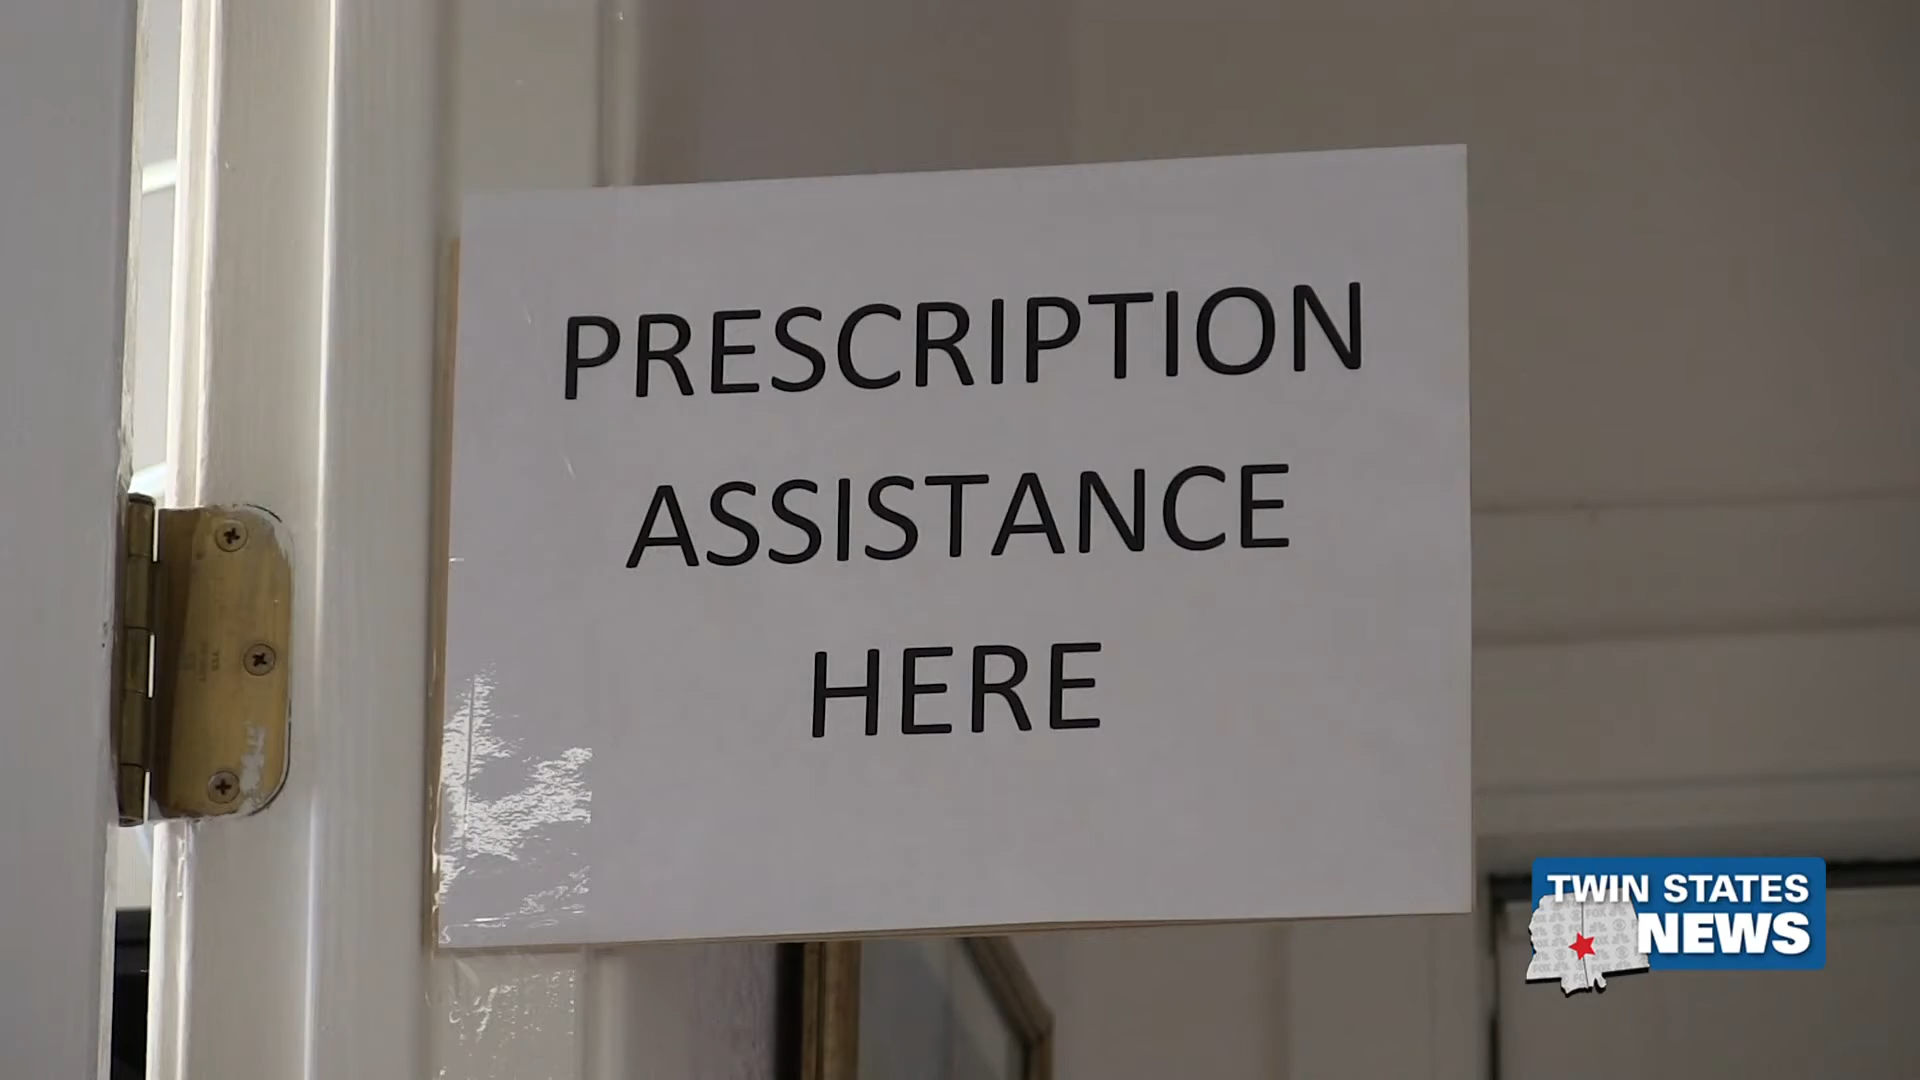 PRESCRIPTION
ASSISTANCE
HERE
TWIN STATES
NEWS